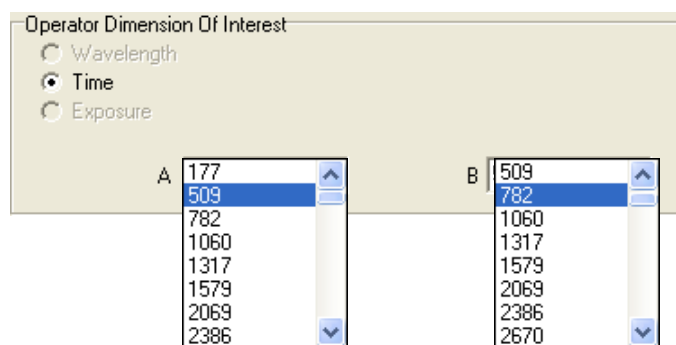 Operator Dimension Of Interest
Wavelength
Time
Exposure
A
177
509
782
1060
1317
1579
2069
2386
B
509
782
1060
1317
1579
2069
2386
2670